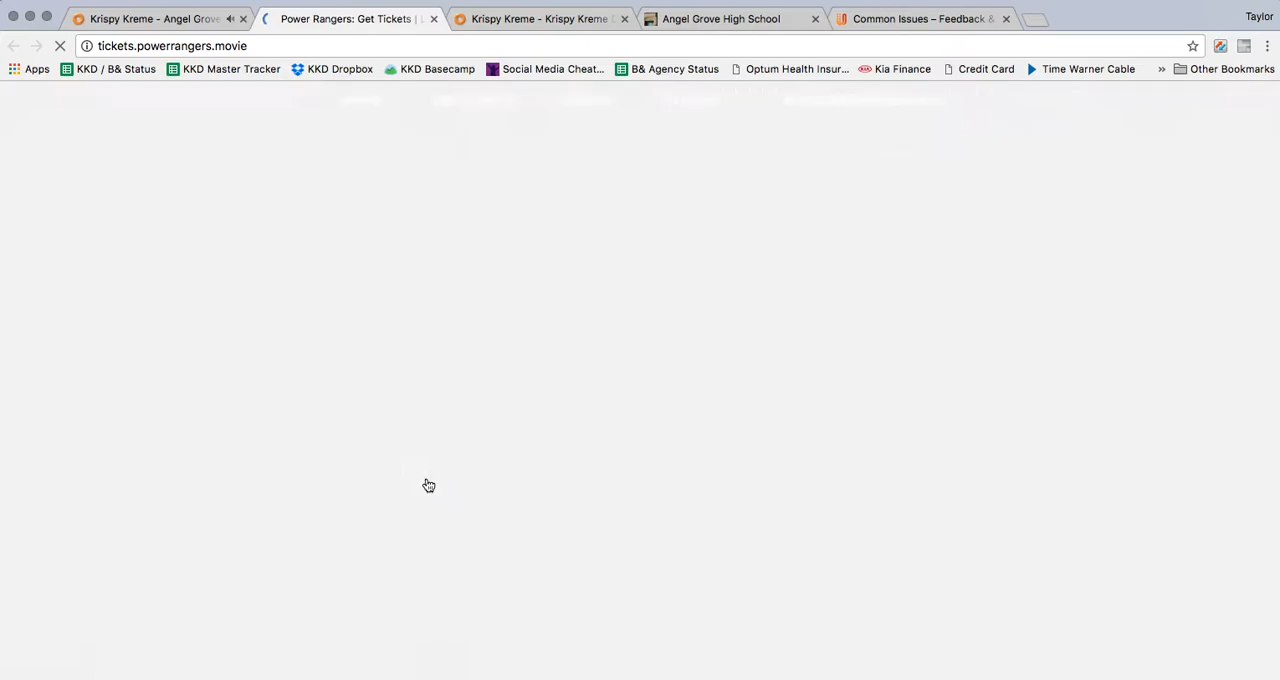 Krispy Kreme - Angel Grove
Power Rangers: Get Tickets |
Krispy Kreme - Krispy Kreme
Angel Grove High School
Common Issues – Feedback &
Taylor
tickets.powerrangers.movie
Apps
KKD / B& Status
KKD Master Tracker
KKD Dropbox
KKD Basecamp
Social Media Cheat...
B& Agency Status
Optum Health Insur...
Kia Finance
Credit Card
Time Warner Cable
»
Other Bookmarks